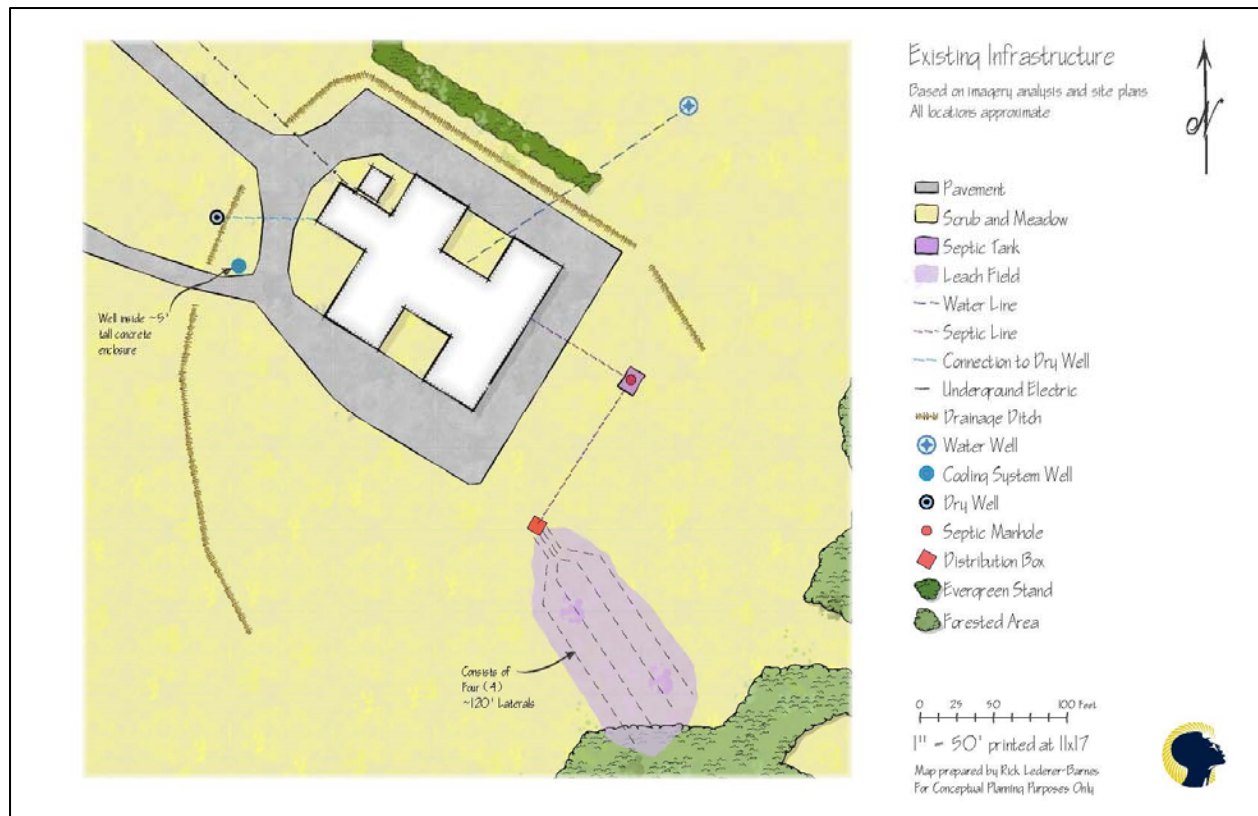 Existing Infrastructure
Based on imagery analysis and site plans
All locations approximate
N
Pavement
Scrub and Meadow
Septic Tank
Leach Field
Water Line
Septic Line
Connection to Dry Well
Underground Electric
Drainage Ditch
Water Well
Cooling System Well
Dry Well
Septic Manhole
Distribution Box
Evergreen Stand
Forested Area
Well inside ~5'
tall concrete
enclosure
Consists of
Four (4)
~120' Laterals
0 25 50 100 Feet
1" = 50' printed at 11x17
Map prepared by Rick Lederer-Barnes
For Conceptual Planning Purposes Only